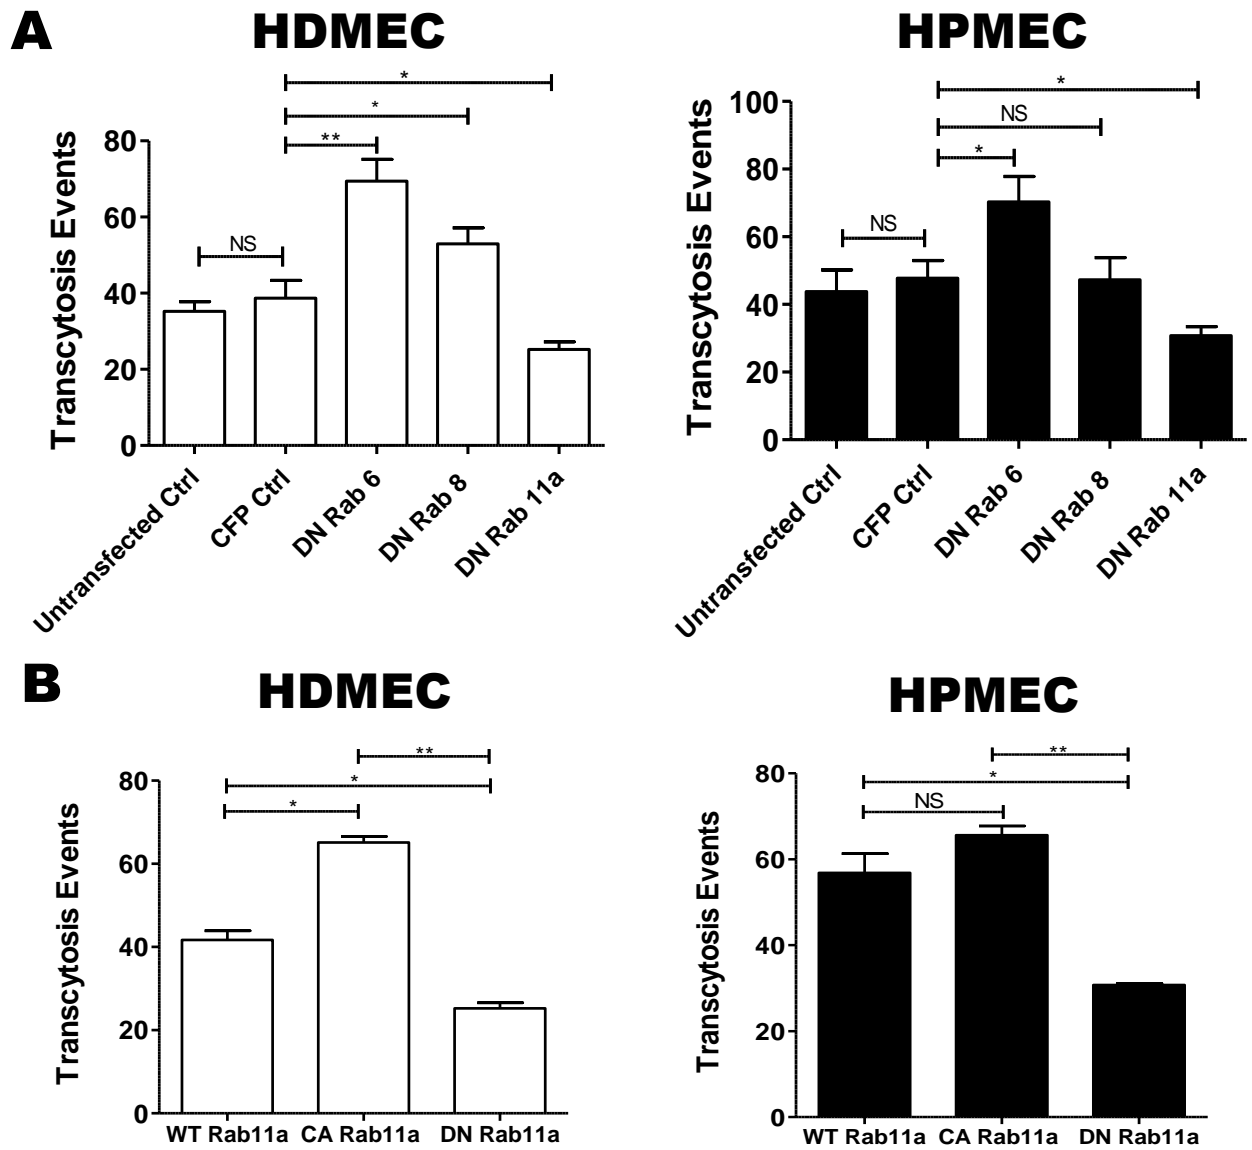 A
HDMEC
HPMEC
*
*
**
NS
80
60
40
20
0
Transcytosis Events
Untransfected Ctrl
CFP Ctrl
DN Rab 6
DN Rab 8
DN Rab 11a
*
NS
*
NS
100
80
60
40
20
0
Transcytosis Events
Untransfected Ctrl
CFP Ctrl
DN Rab 6
DN Rab 8
DN Rab 11a
B
HDMEC
HPMEC
**
*
*
80
60
40
20
0
Transcytosis Events
WT Rab11a
CA Rab11a
DN Rab11a
**
*
NS
80
60
40
20
0
Transcytosis Events
WT Rab11a
CA Rab11a
DN Rab11a